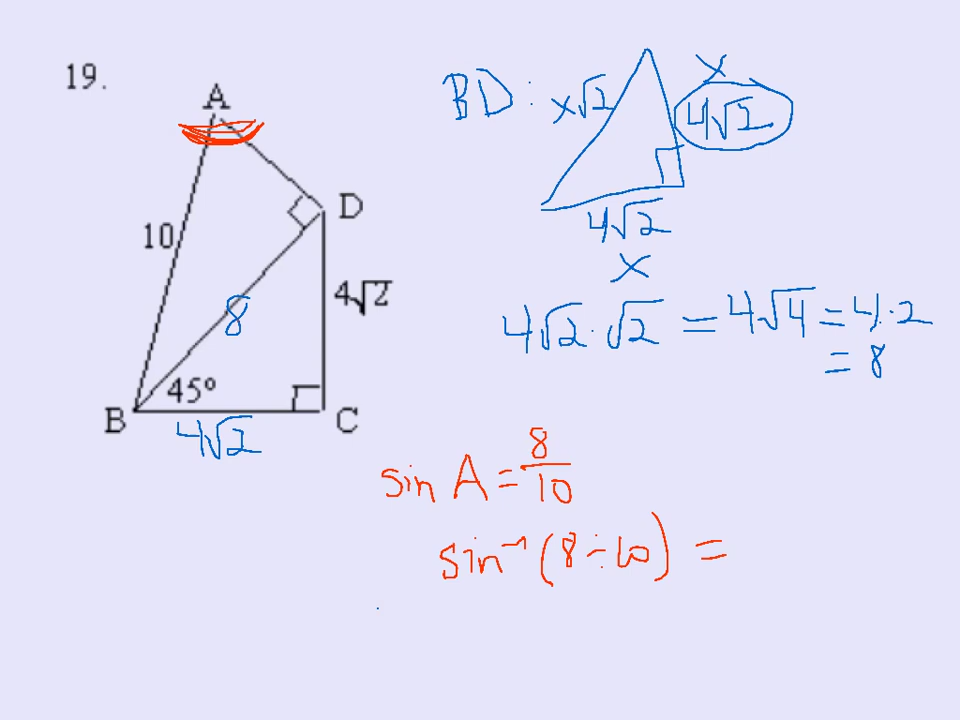 19.
A
D
10
8
4√2
45°
B
C
4√2
BD:
x√2
x
4√2
4√2
x
4√2 · √2 = 4√4 = 4 · 2
= 8
sin A = 8/10
sin⁻¹ (8 ÷ 10) =